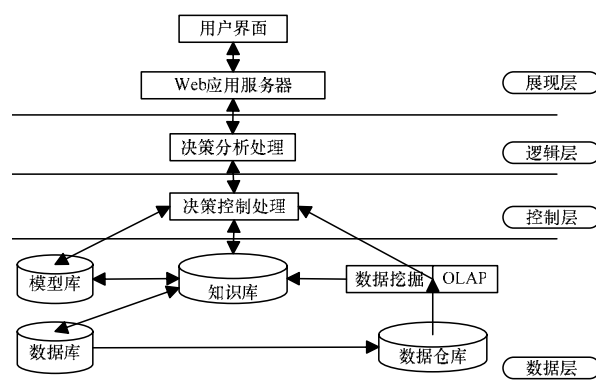 用户界面
Web应用服务器
展现层
决策分析处理
逻辑层
决策控制处理
控制层
模型库
知识库
数据挖掘
OLAP
数据库
数据仓库
数据层